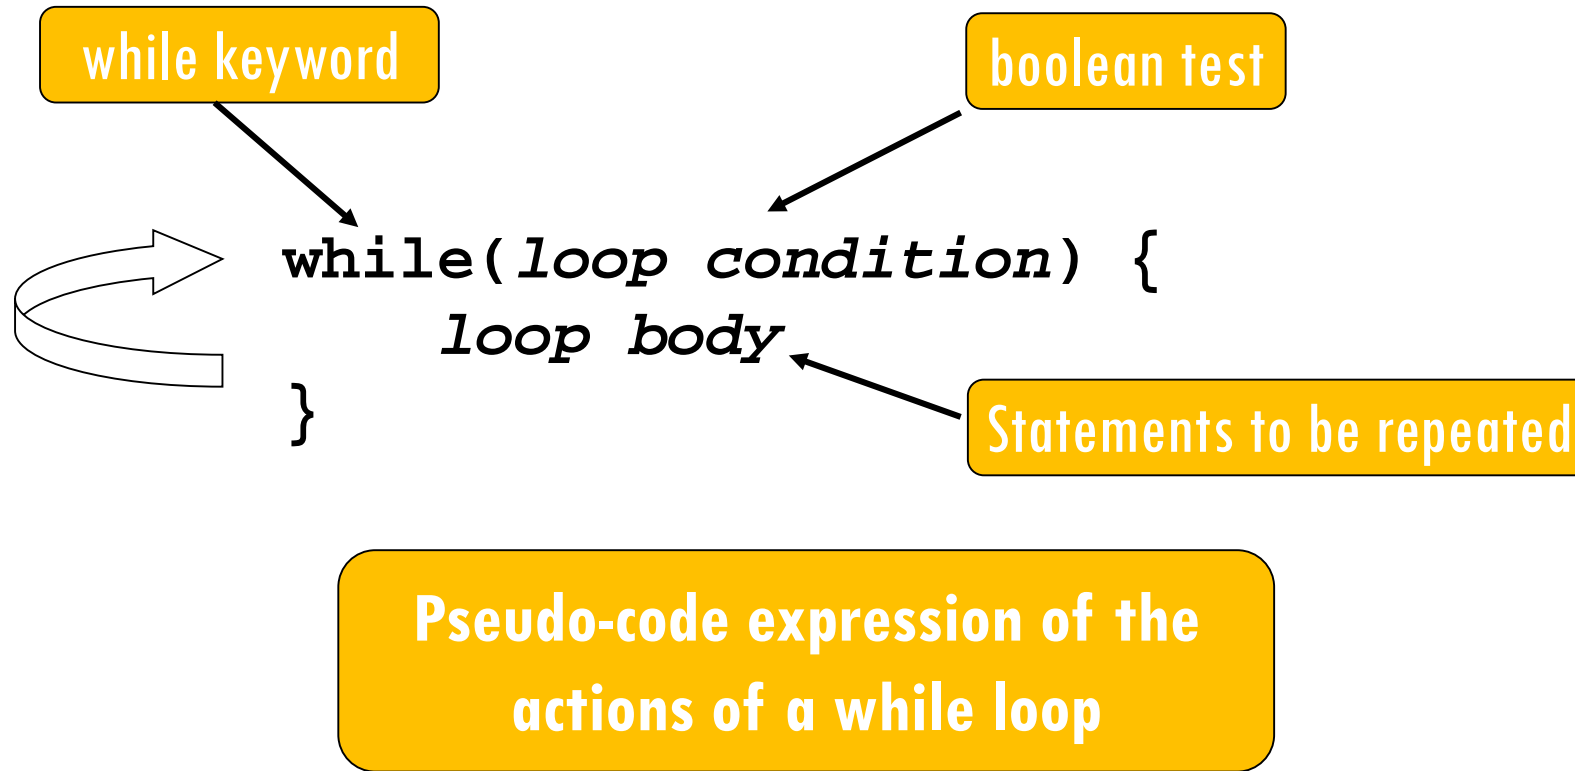 while keyword
boolean test
while(loop condition) {
loop body
}
Statements to be repeated
Pseudo-code expression of the
actions of a while loop